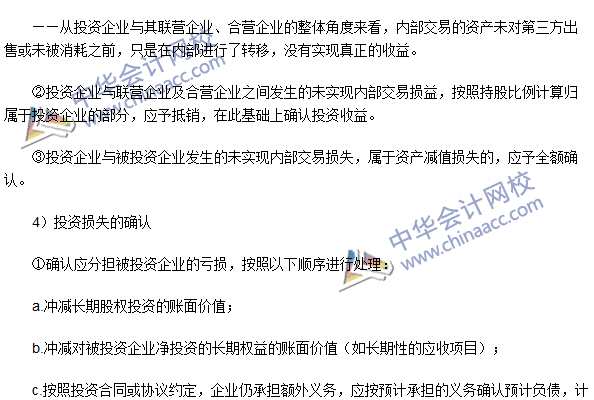 ——从投资企业与其联营企业、合营企业的整体角度来看，内部交易的资产未对第三方出
售或未被消耗之前，只是在内部进行了转移，没有实现真正的收益。
②投资企业与联营企业及合营企业之间发生的未实现内部交易损益，按照持股比例计算归
属于投资企业的部分，应予抵销，在此基础上确认投资收益。
③投资企业与被投资企业发生的未实现内部交易损失，属于资产减值损失的，应予全额确
认。
4）投资损失的确认
①确认应分担被投资企业的亏损，按照以下顺序进行处理：
a.冲减长期股权投资的账面价值；
b.冲减对被投资企业净投资的长期权益的账面价值（如长期性的应收项目）；
c.按照投资合同或协议约定，企业仍承担额外义务，应按预计承担的义务确认预计负债，计
中华会计网校
www.chinaacc.com
中华会计网校
www.chinaacc.com